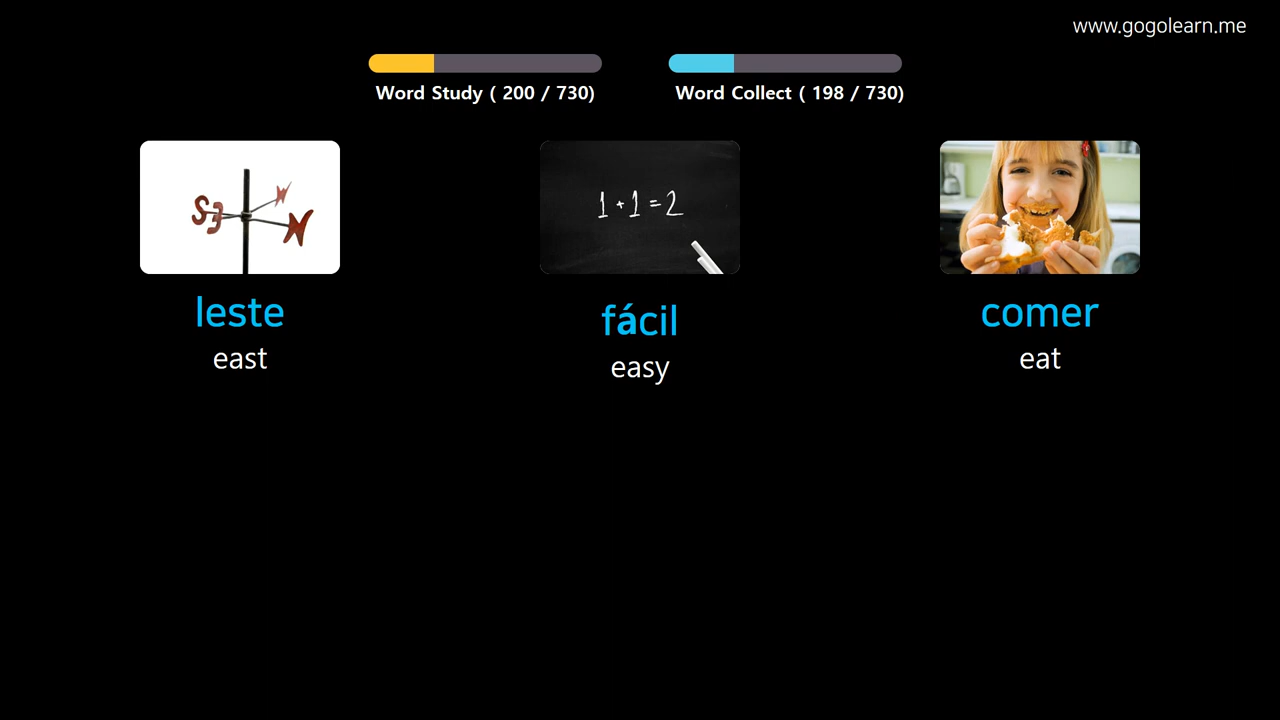 www.gogolearn.me
Word Study ( 200 / 730)
Word Collect ( 198 / 730)
S E N W
1 + 1 = 2
leste
east
fácil
easy
comer
eat